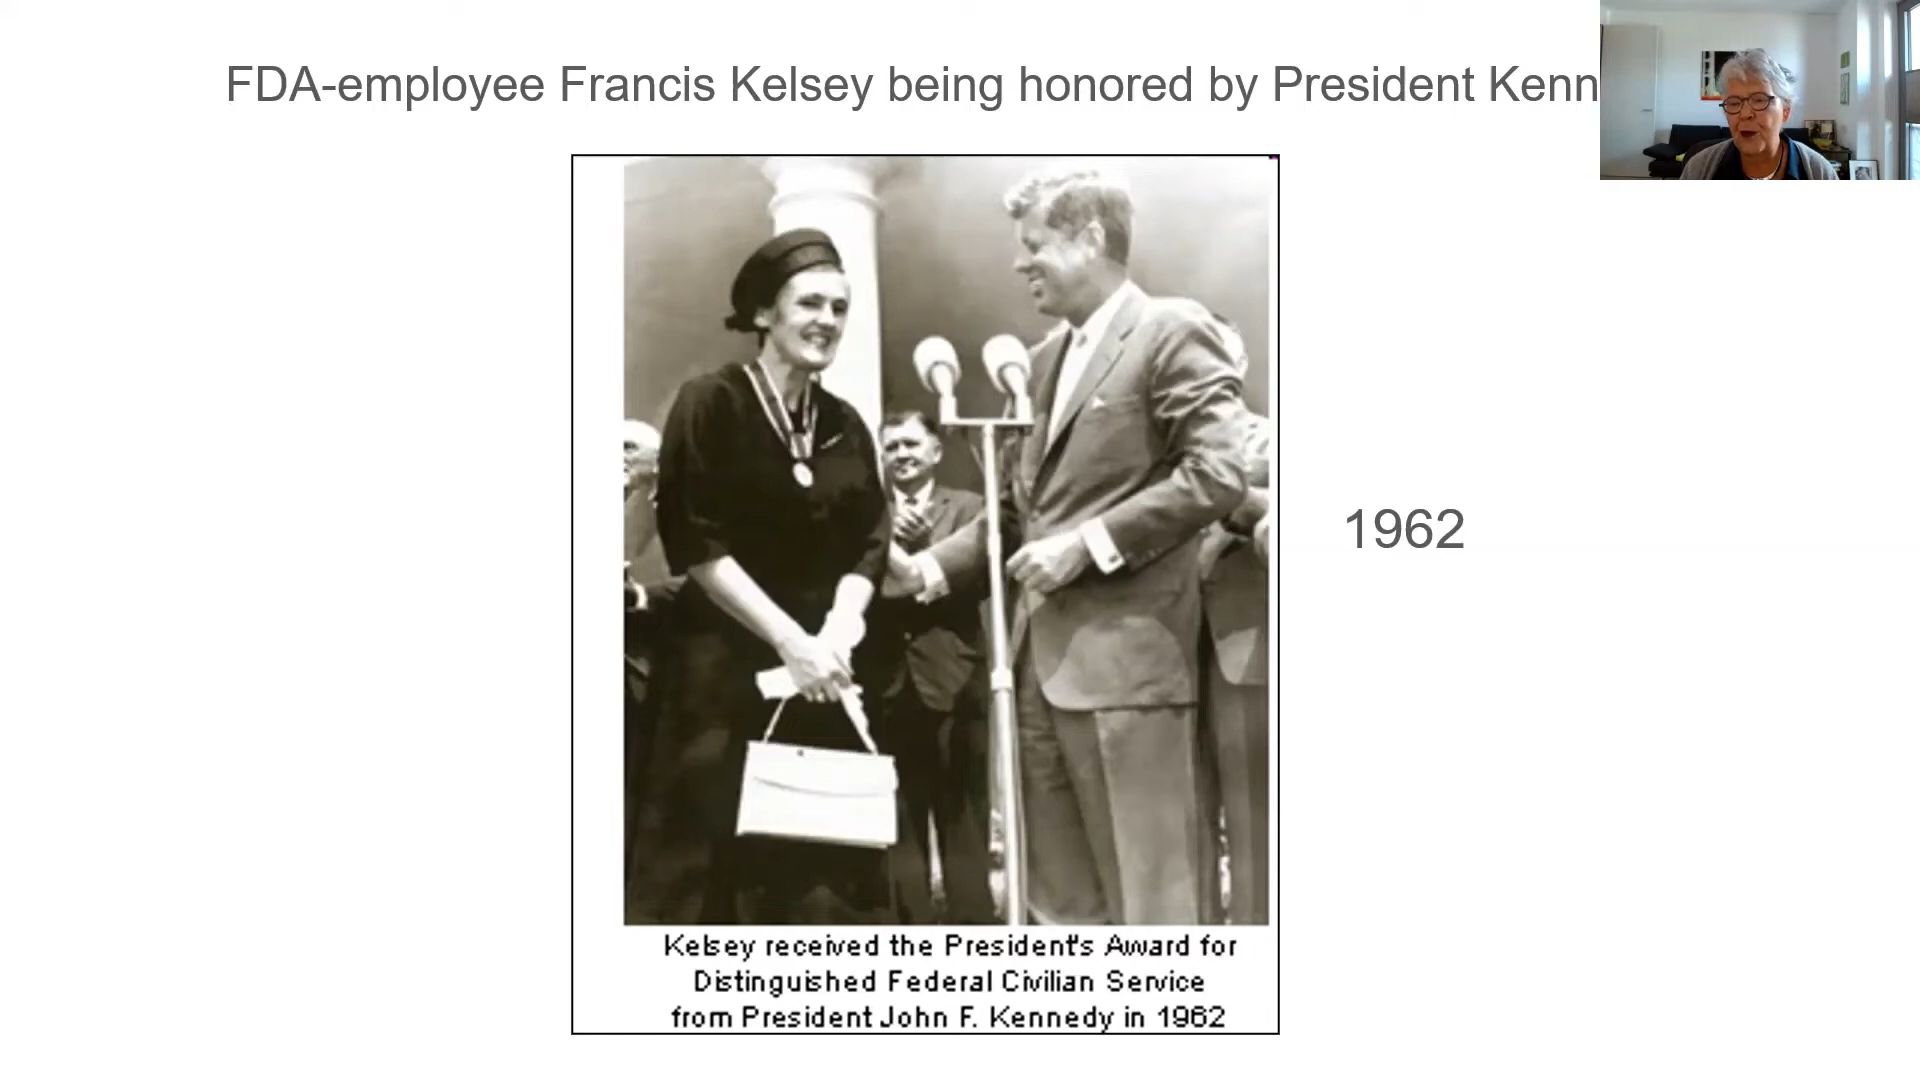 FDA-employee Francis Kelsey being honored by President Kenn
1962
Kelsey received the President's Award for
Distinguished Federal Civilian Service
from President John F. Kennedy in 1962